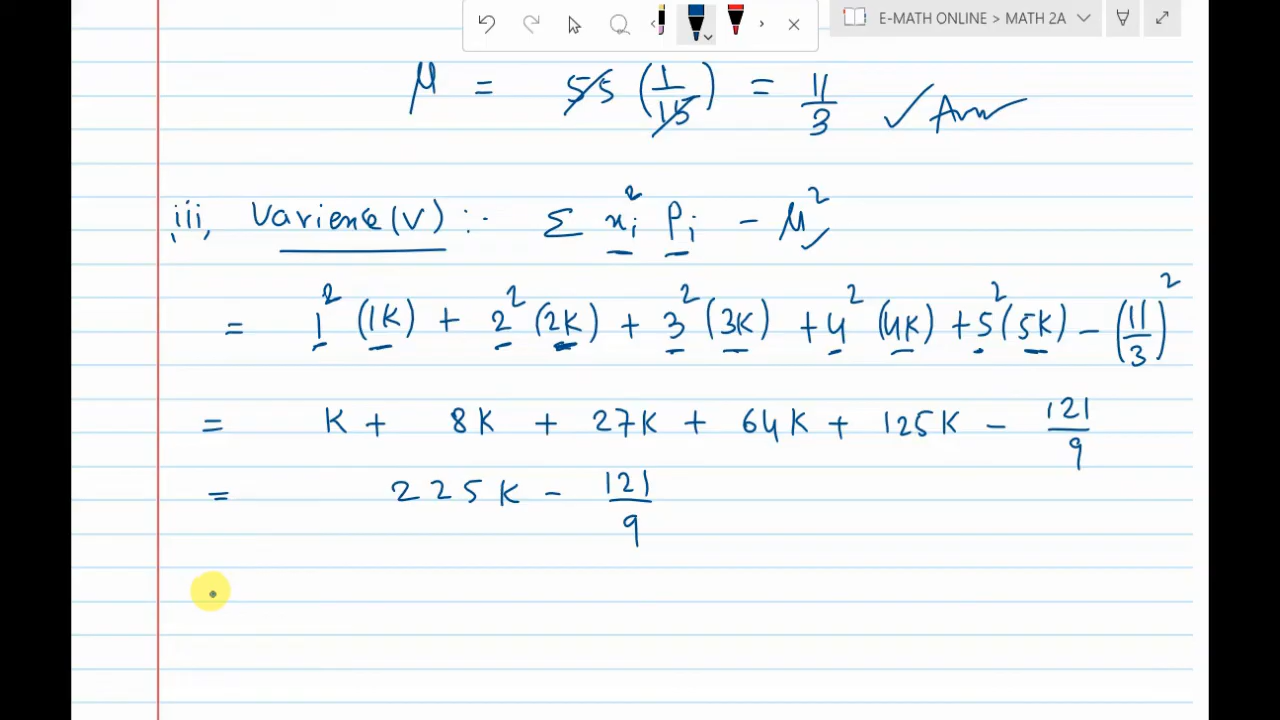 E-MATH ONLINE > MATH 2A
μ = 55 (1/15) = 11/3 ✓ Ans
iii, Varience (V) :- Σ xi² Pi - μ²
= 1² (1K) + 2² (2K) + 3² (3K) + 4² (4K) + 5² (5K) - (11/3)²
= K + 8K + 27K + 64K + 125K - 121/9
= 225K - 121/9